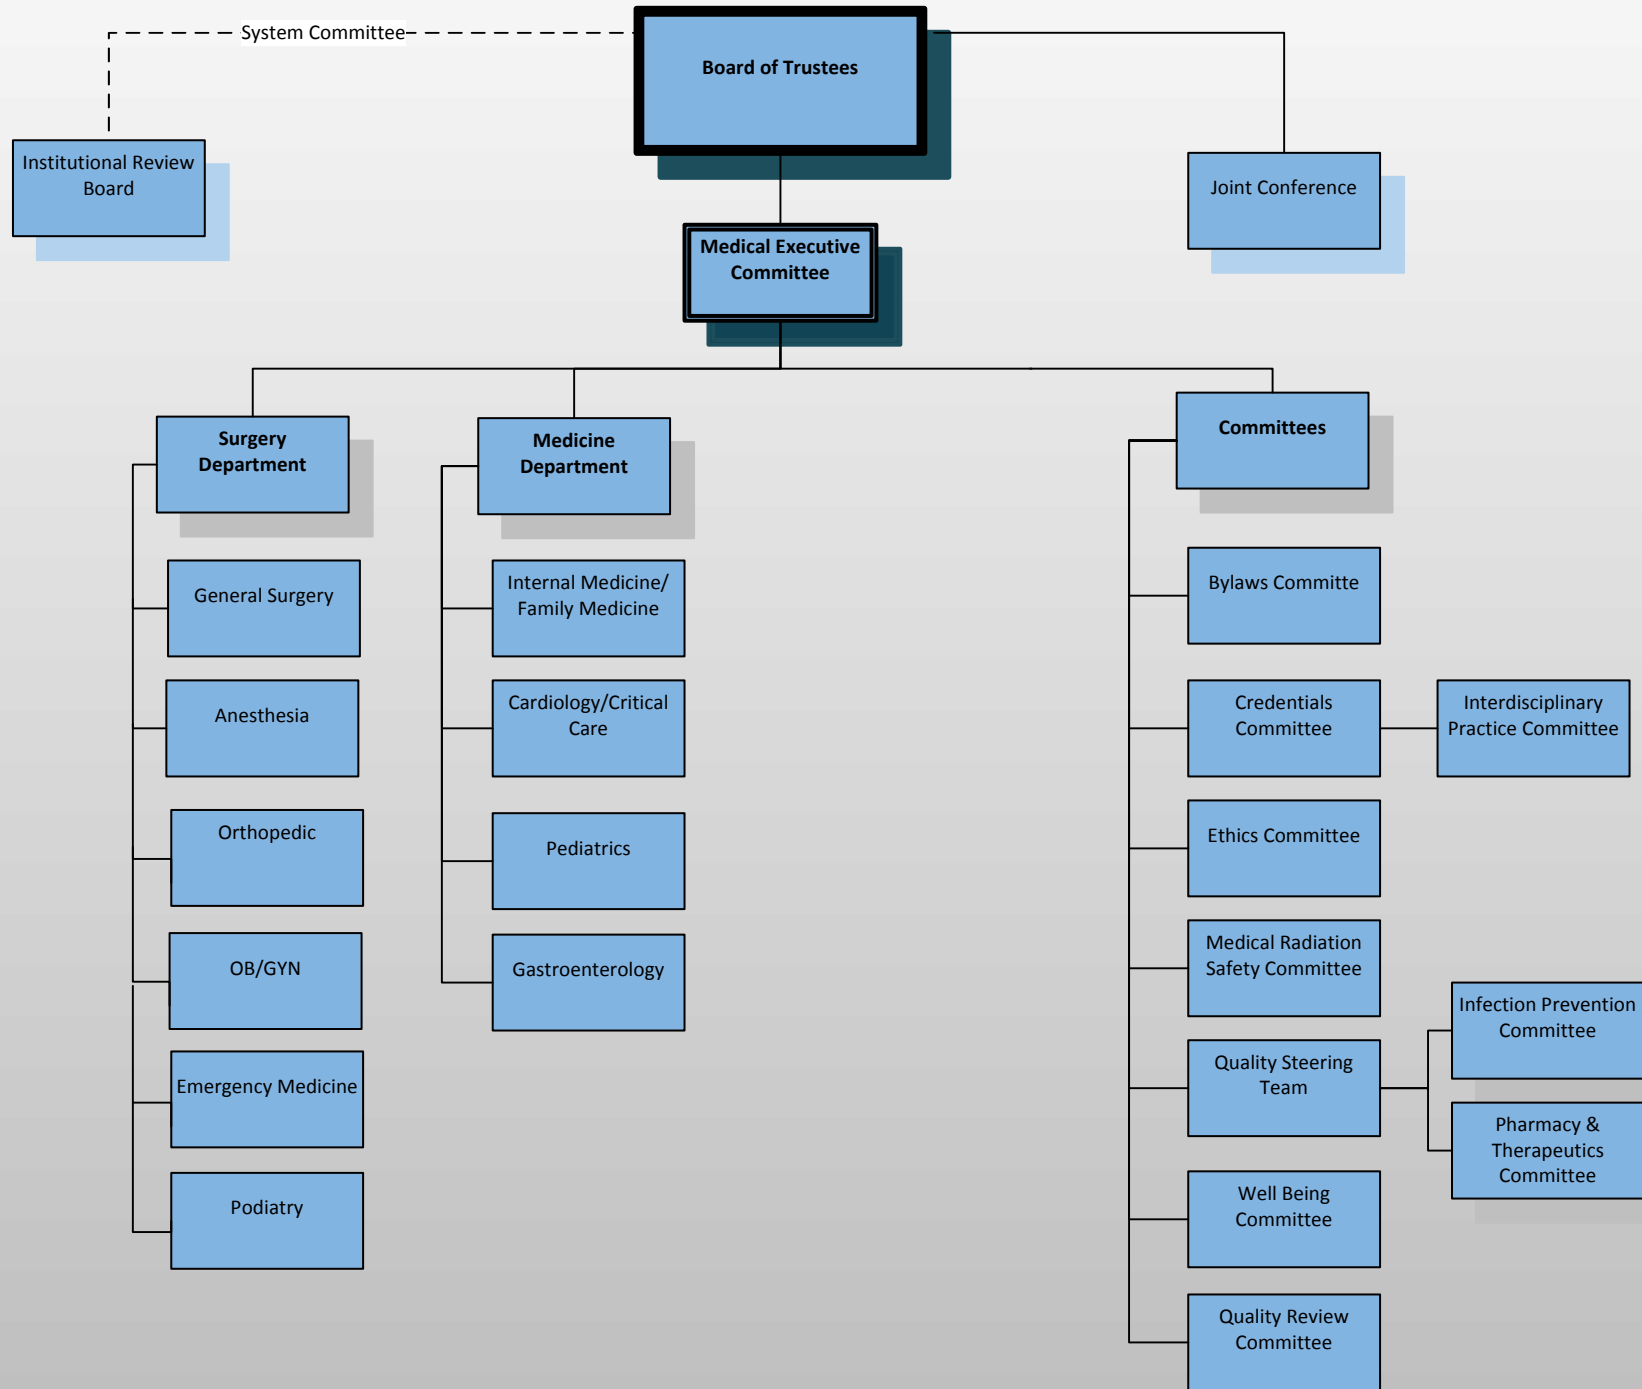 System Committee
Board of Trustees
Institutional Review
Board
Joint Conference
Medical Executive
Committee
Surgery
Department
Medicine
Department
Committees
General Surgery
Anesthesia
Orthopedic
OB/GYN
Emergency Medicine
Podiatry
Internal Medicine/
Family Medicine
Cardiology/Critical
Care
Pediatrics
Gastroenterology
Bylaws Committe
Credentials
Committee
Interdisciplinary
Practice Committee
Ethics Committee
Medical Radiation
Safety Committee
Quality Steering
Team
Infection Prevention
Committee
Pharmacy &
Therapeutics
Committee
Well Being
Committee
Quality Review
Committee